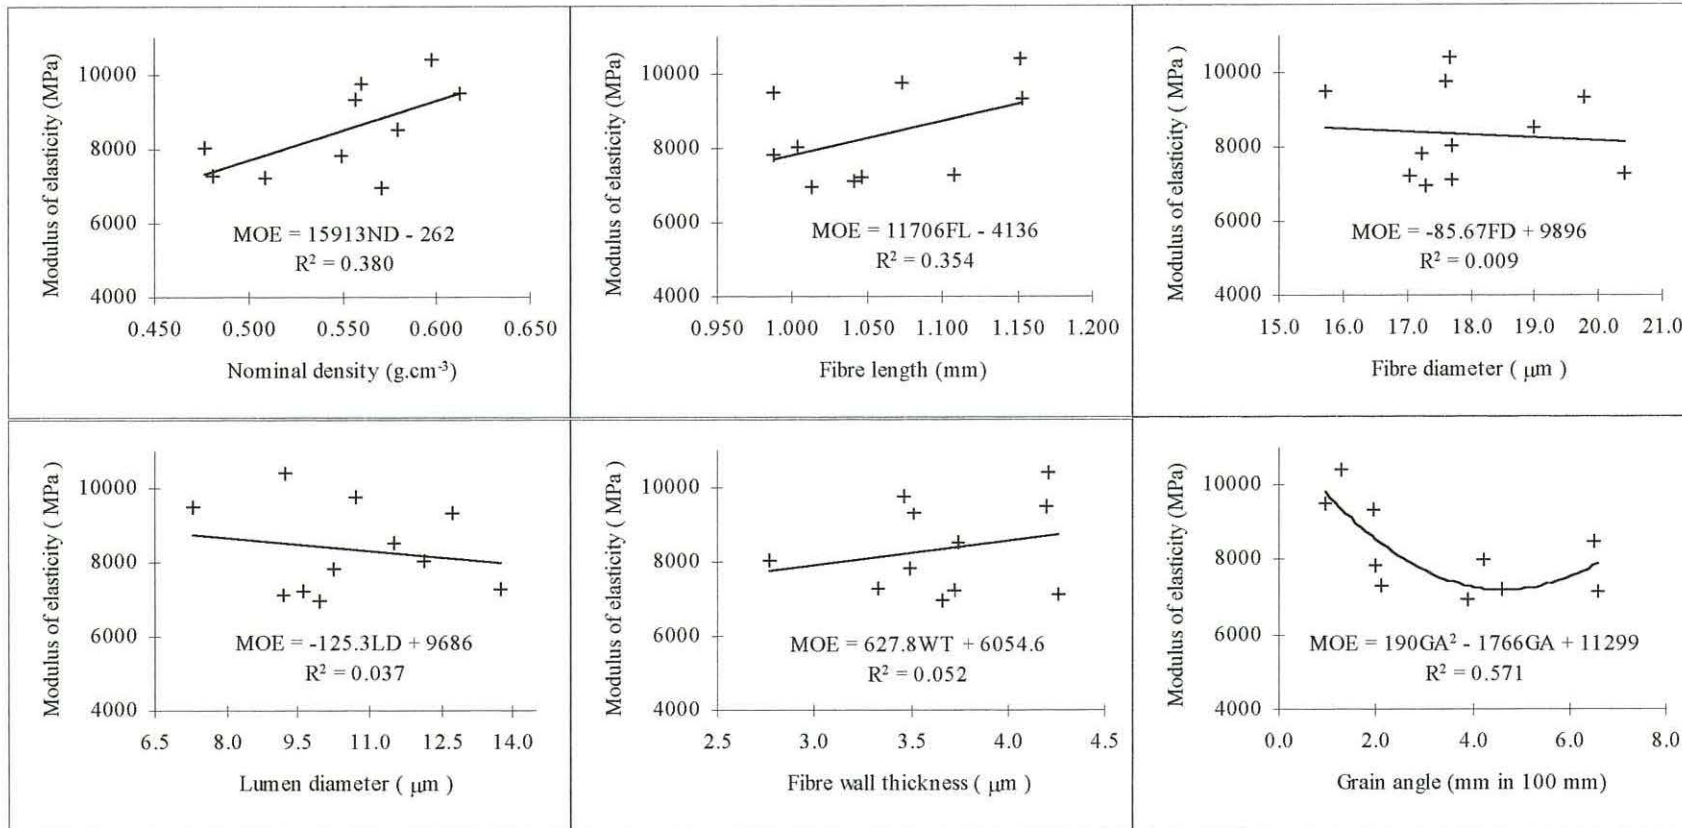 Modulus of elasticity (MPa)
10000
8000
6000
4000
MOE = 15913ND - 262
R² = 0.380
0.450 0.500 0.550 0.600 0.650
Nominal density (g.cm⁻³)
Modulus of elasticity (MPa)
10000
8000
6000
4000
MOE = 11706FL - 4136
R² = 0.354
0.950 1.000 1.050 1.100 1.150 1.200
Fibre length (mm)
Modulus of elasticity ( MPa)
10000
8000
6000
4000
MOE = -85.67FD + 9896
R² = 0.009
15.0 16.0 17.0 18.0 19.0 20.0 21.0
Fibre diameter ( µm )
Modulus of elasticity ( MPa)
10000
8000
6000
4000
MOE = -125.3LD + 9686
R² = 0.037
6.5 8.0 9.5 11.0 12.5 14.0
Lumen diameter ( µm )
Modulus of elasticity ( MPa )
10000
8000
6000
4000
MOE = 627.8WT + 6054.6
R² = 0.052
2.5 3.0 3.5 4.0 4.5
Fibre wall thickness ( µm )
Modulus of elasticity (MPa)
10000
8000
6000
4000
MOE = 190GA² - 1766GA + 11299
R² = 0.571
0.0 2.0 4.0 6.0 8.0
Grain angle (mm in 100 mm)